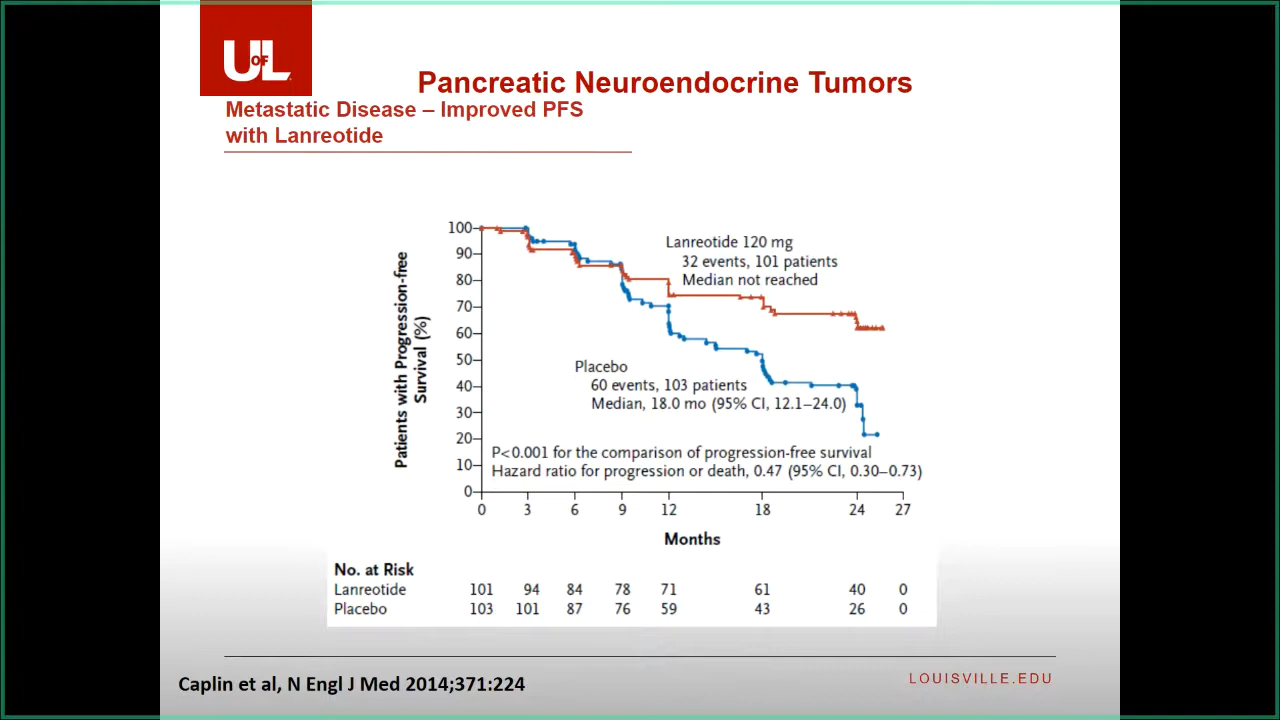 U OF L
Pancreatic Neuroendocrine Tumors
Metastatic Disease – Improved PFS
with Lanreotide
Patients with Progression-free
Survival (%)
100
90
80
70
60
50
40
30
20
10
0
Lanreotide 120 mg
32 events, 101 patients
Median not reached
Placebo
60 events, 103 patients
Median, 18.0 mo (95% CI, 12.1–24.0)
P<0.001 for the comparison of progression-free survival
Hazard ratio for progression or death, 0.47 (95% CI, 0.30–0.73)
0 3 6 9 12 18 24 27
Months
No. at Risk
Lanreotide 101 94 84 78 71 61 40 0
Placebo 103 101 87 76 59 43 26 0
Caplin et al, N Engl J Med 2014;371:224
LOUISVILLE.EDU